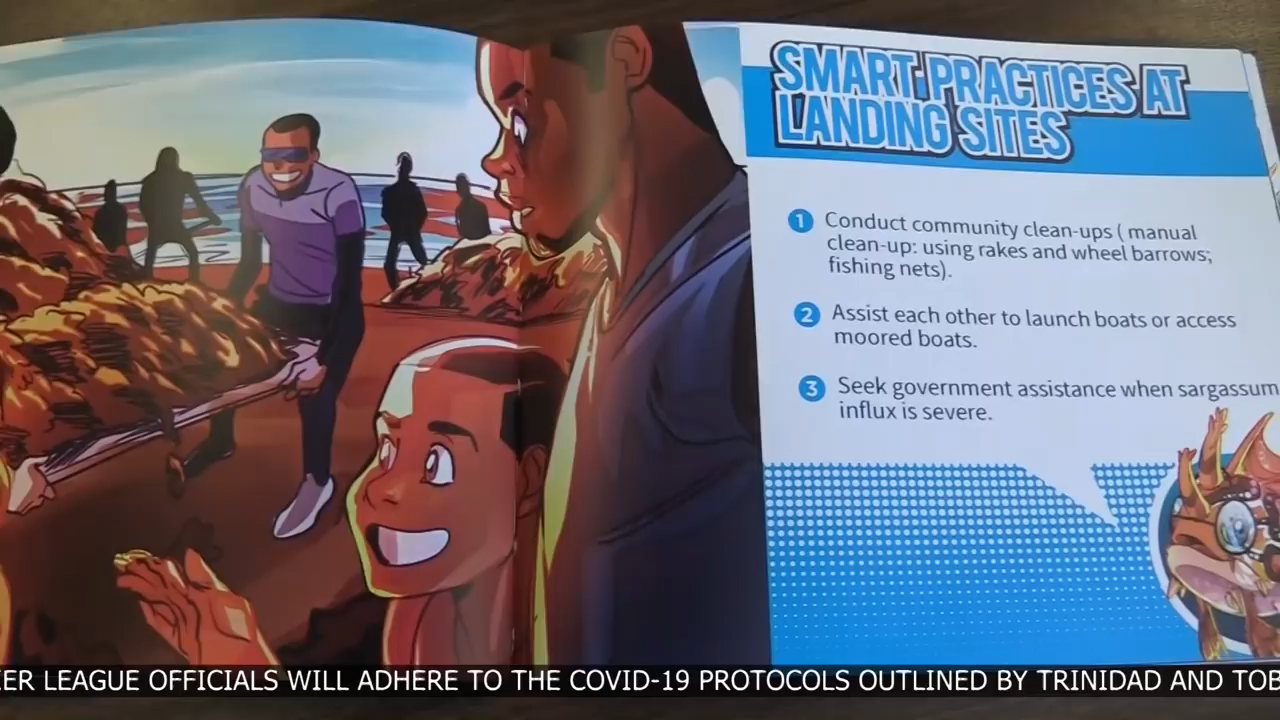 SMART PRACTICES AT
LANDING SITES
1 Conduct community clean-ups ( manual
clean-up: using rakes and wheel barrows;
fishing nets).
2 Assist each other to launch boats or access
moored boats.
3 Seek government assistance when sargassum
influx is severe.
LEAGUE OFFICIALS WILL ADHERE TO THE COVID-19 PROTOCOLS OUTLINED BY TRINIDAD AND